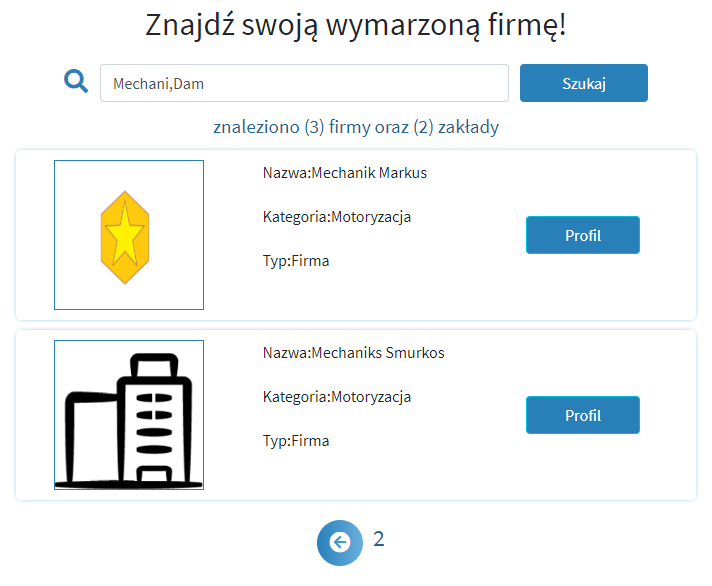 Znajdź swoją wymarzoną firmę!
Mechani,Dam
Szukaj
znaleziono (3) firmy oraz (2) zakłady
Nazwa:Mechanik Markus
Kategoria:Motoryzacja
Typ:Firma
Profil
Nazwa:Mechaniks Smurkos
Kategoria:Motoryzacja
Typ:Firma
Profil
2